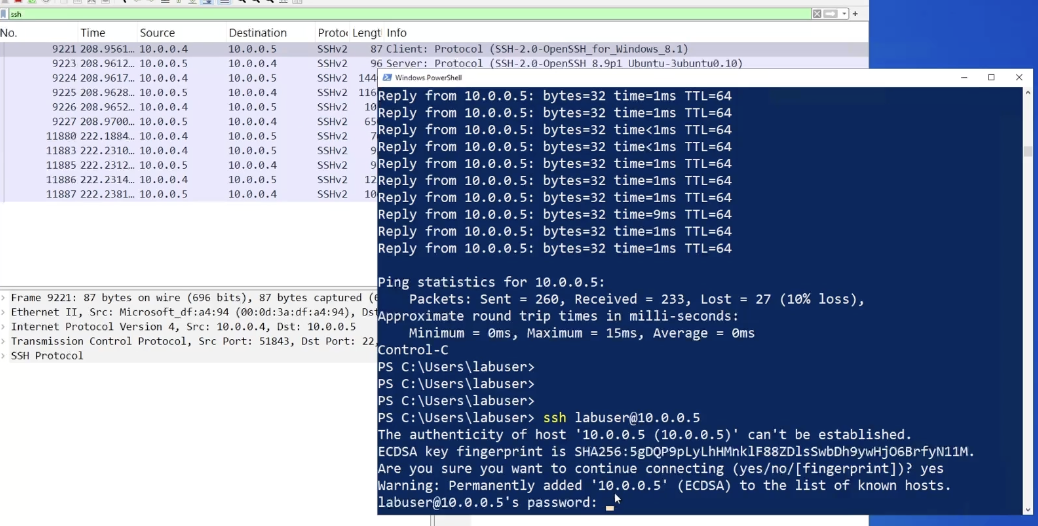 ssh
No. Time Source Destination Protoc Length Info
9221 208.9561... 10.0.0.4 10.0.0.5 SSHv2 87 Client: Protocol (SSH-2.0-OpenSSH_for_Windows_8.1)
9223 208.9612... 10.0.0.5 10.0.0.4 SSHv2 96 Server: Protocol (SSH-2.0-OpenSSH_8.9p1 Ubuntu-3ubuntu0.10)
9224 208.9617... 10.0.0.4 10.0.0.5 SSHv2 144
9225 208.9628... 10.0.0.5 10.0.0.4 SSHv2 116
9226 208.9652... 10.0.0.4 10.0.0.5 SSHv2 10
9227 208.9700... 10.0.0.5 10.0.0.4 SSHv2 65
11880 222.1884... 10.0.0.4 10.0.0.5 SSHv2 7
11883 222.2310... 10.0.0.4 10.0.0.5 SSHv2 9
11885 222.2312... 10.0.0.5 10.0.0.4 SSHv2 9
11886 222.2314... 10.0.0.4 10.0.0.5 SSHv2 12
11887 222.2381... 10.0.0.5 10.0.0.4 SSHv2 10
Frame 9221: 87 bytes on wire (696 bits), 87 bytes captured (6
Ethernet II, Src: Microsoft_df:a4:94 (00:0d:3a:df:a4:94), Dst
Internet Protocol Version 4, Src: 10.0.0.4, Dst: 10.0.0.5
Transmission Control Protocol, Src Port: 51843, Dst Port: 22,
SSH Protocol
Windows PowerShell
Reply from 10.0.0.5: bytes=32 time=1ms TTL=64
Reply from 10.0.0.5: bytes=32 time=1ms TTL=64
Reply from 10.0.0.5: bytes=32 time<1ms TTL=64
Reply from 10.0.0.5: bytes=32 time<1ms TTL=64
Reply from 10.0.0.5: bytes=32 time=1ms TTL=64
Reply from 10.0.0.5: bytes=32 time=1ms TTL=64
Reply from 10.0.0.5: bytes=32 time=1ms TTL=64
Reply from 10.0.0.5: bytes=32 time=9ms TTL=64
Reply from 10.0.0.5: bytes=32 time=1ms TTL=64
Reply from 10.0.0.5: bytes=32 time=1ms TTL=64
Ping statistics for 10.0.0.5:
Packets: Sent = 260, Received = 233, Lost = 27 (10% loss),
Approximate round trip times in milli-seconds:
Minimum = 0ms, Maximum = 15ms, Average = 0ms
Control-C
PS C:\Users\labuser>
PS C:\Users\labuser>
PS C:\Users\labuser>
PS C:\Users\labuser> ssh labuser@10.0.0.5
The authenticity of host '10.0.0.5 (10.0.0.5)' can't be established.
ECDSA key fingerprint is SHA256:5gDQP9pLyLhHMnklF88ZDlsSwbDh9ywHjO6BrfyN11M.
Are you sure you want to continue connecting (yes/no/[fingerprint])? yes
Warning: Permanently added '10.0.0.5' (ECDSA) to the list of known hosts.
labuser@10.0.0.5's password: